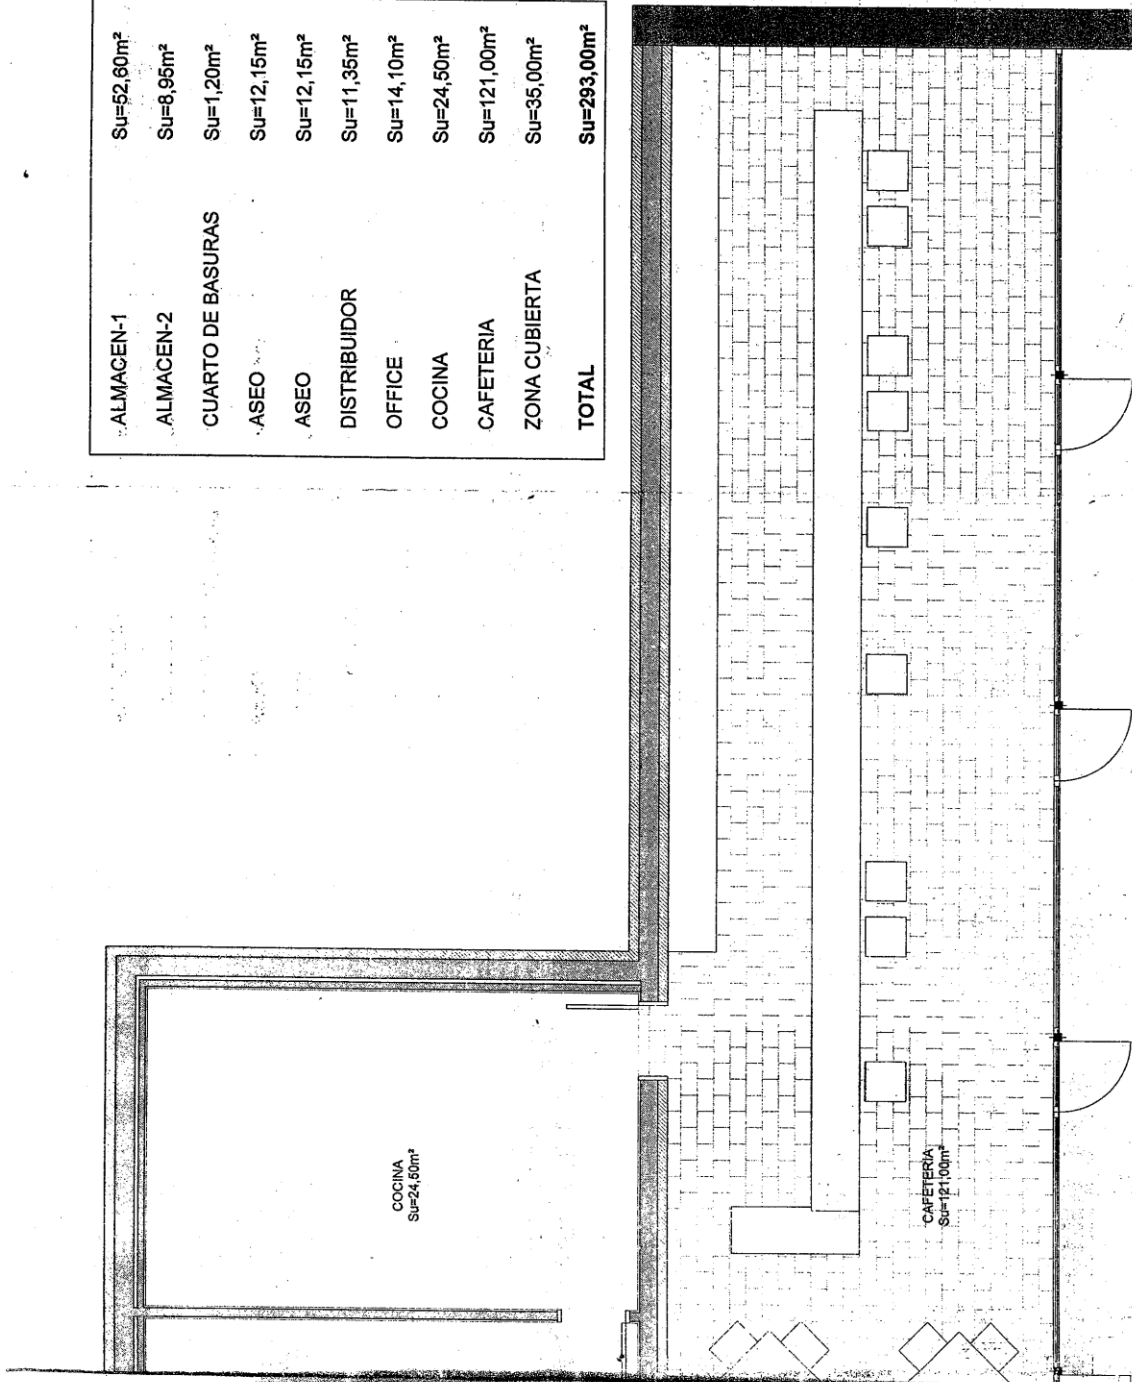 ALMACEN-1 Su=52,60m²
ALMACEN-2 Su=8,95m²
CUARTO DE BASURAS Su=1,20m²
ASEO Su=12,15m²
ASEO Su=12,15m²
DISTRIBUIDOR Su=11,35m²
OFFICE Su=14,10m²
COCINA Su=24,50m²
CAFETERIA Su=121,00m²
ZONA CUBIERTA Su=35,00m²
TOTAL Su=293,00m²
COCINA
Su=24,50m²
CAFETERIA
Su=121,00m²